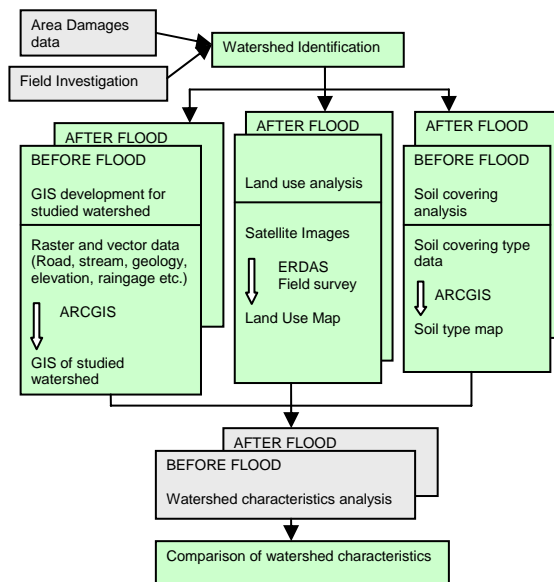 Area Damages
data
Field Investigation
Watershed Identification
AFTER FLOOD
BEFORE FLOOD
GIS development for
studied watershed
Raster and vector data
(Road, stream, geology,
elevation, raingage etc.)
ARCGIS
GIS of studied
watershed
AFTER FLOOD
Land use analysis
Satellite Images
ERDAS
Field survey
Land Use Map
AFTER FLOOD
BEFORE FLOOD
Soil covering
analysis
Soil covering type
data
ARCGIS
Soil type map
AFTER FLOOD
BEFORE FLOOD
Watershed characteristics analysis
Comparison of watershed characteristics